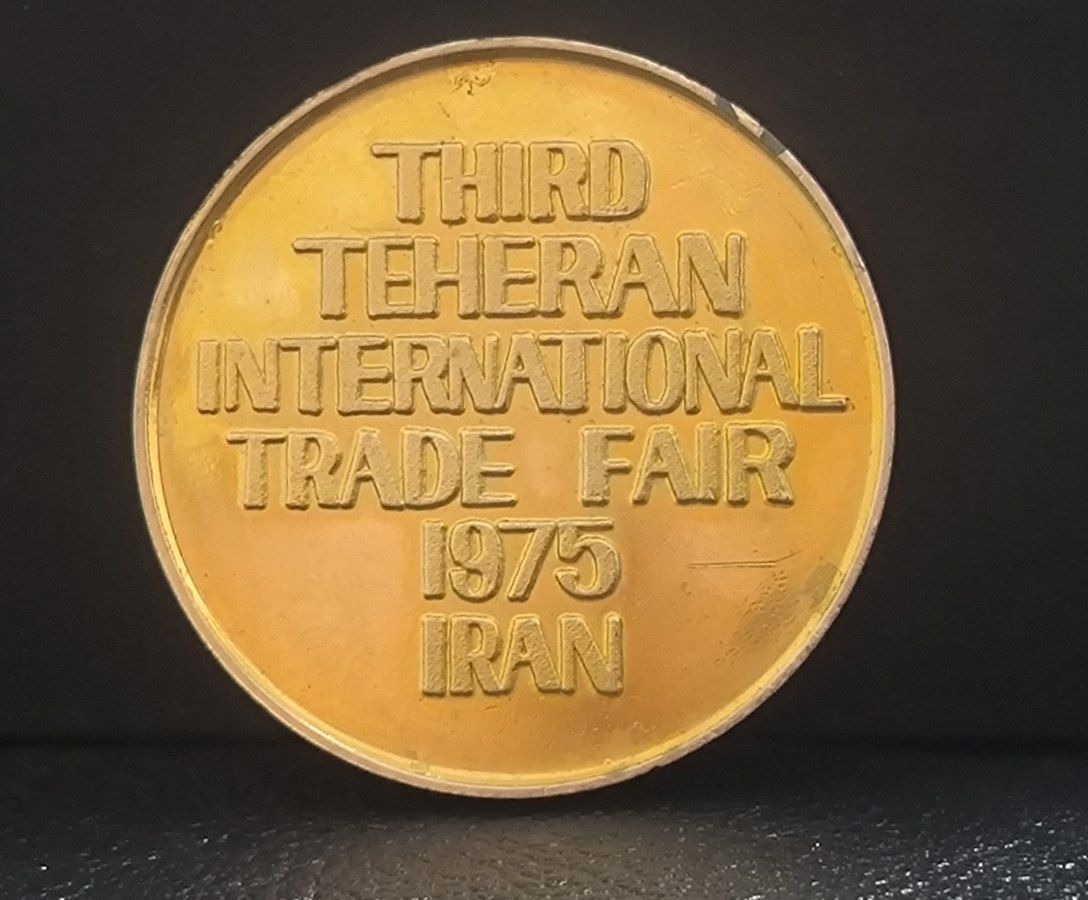 THIRD
TEHERAN
INTERNATIONAL
TRADE FAIR
1975
IRAN